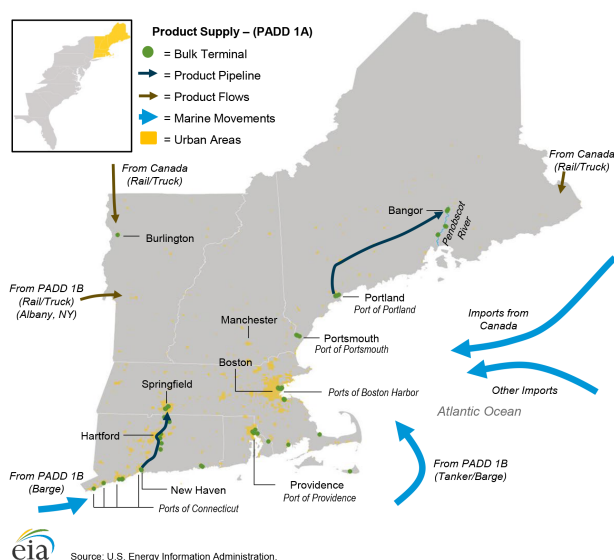 Product Supply – (PADD 1A)
= Bulk Terminal
= Product Pipeline
= Product Flows
= Marine Movements
= Urban Areas
From Canada
(Rail/Truck)
From Canada
(Rail/Truck)
Bangor
Penobscot
River
Burlington
From PADD 1B
(Rail/Truck)
(Albany, NY)
Portland
Port of Portland
Imports from
Canada
Manchester
Portsmouth
Port of Portsmouth
Boston
Springfield
Ports of Boston Harbor
Other Imports
Atlantic Ocean
Hartford
From PADD 1B
(Barge)
From PADD 1B
(Tanker/Barge)
New Haven
Providence
Port of Providence
Ports of Connecticut
eia
Source: U.S. Energy Information Administration.